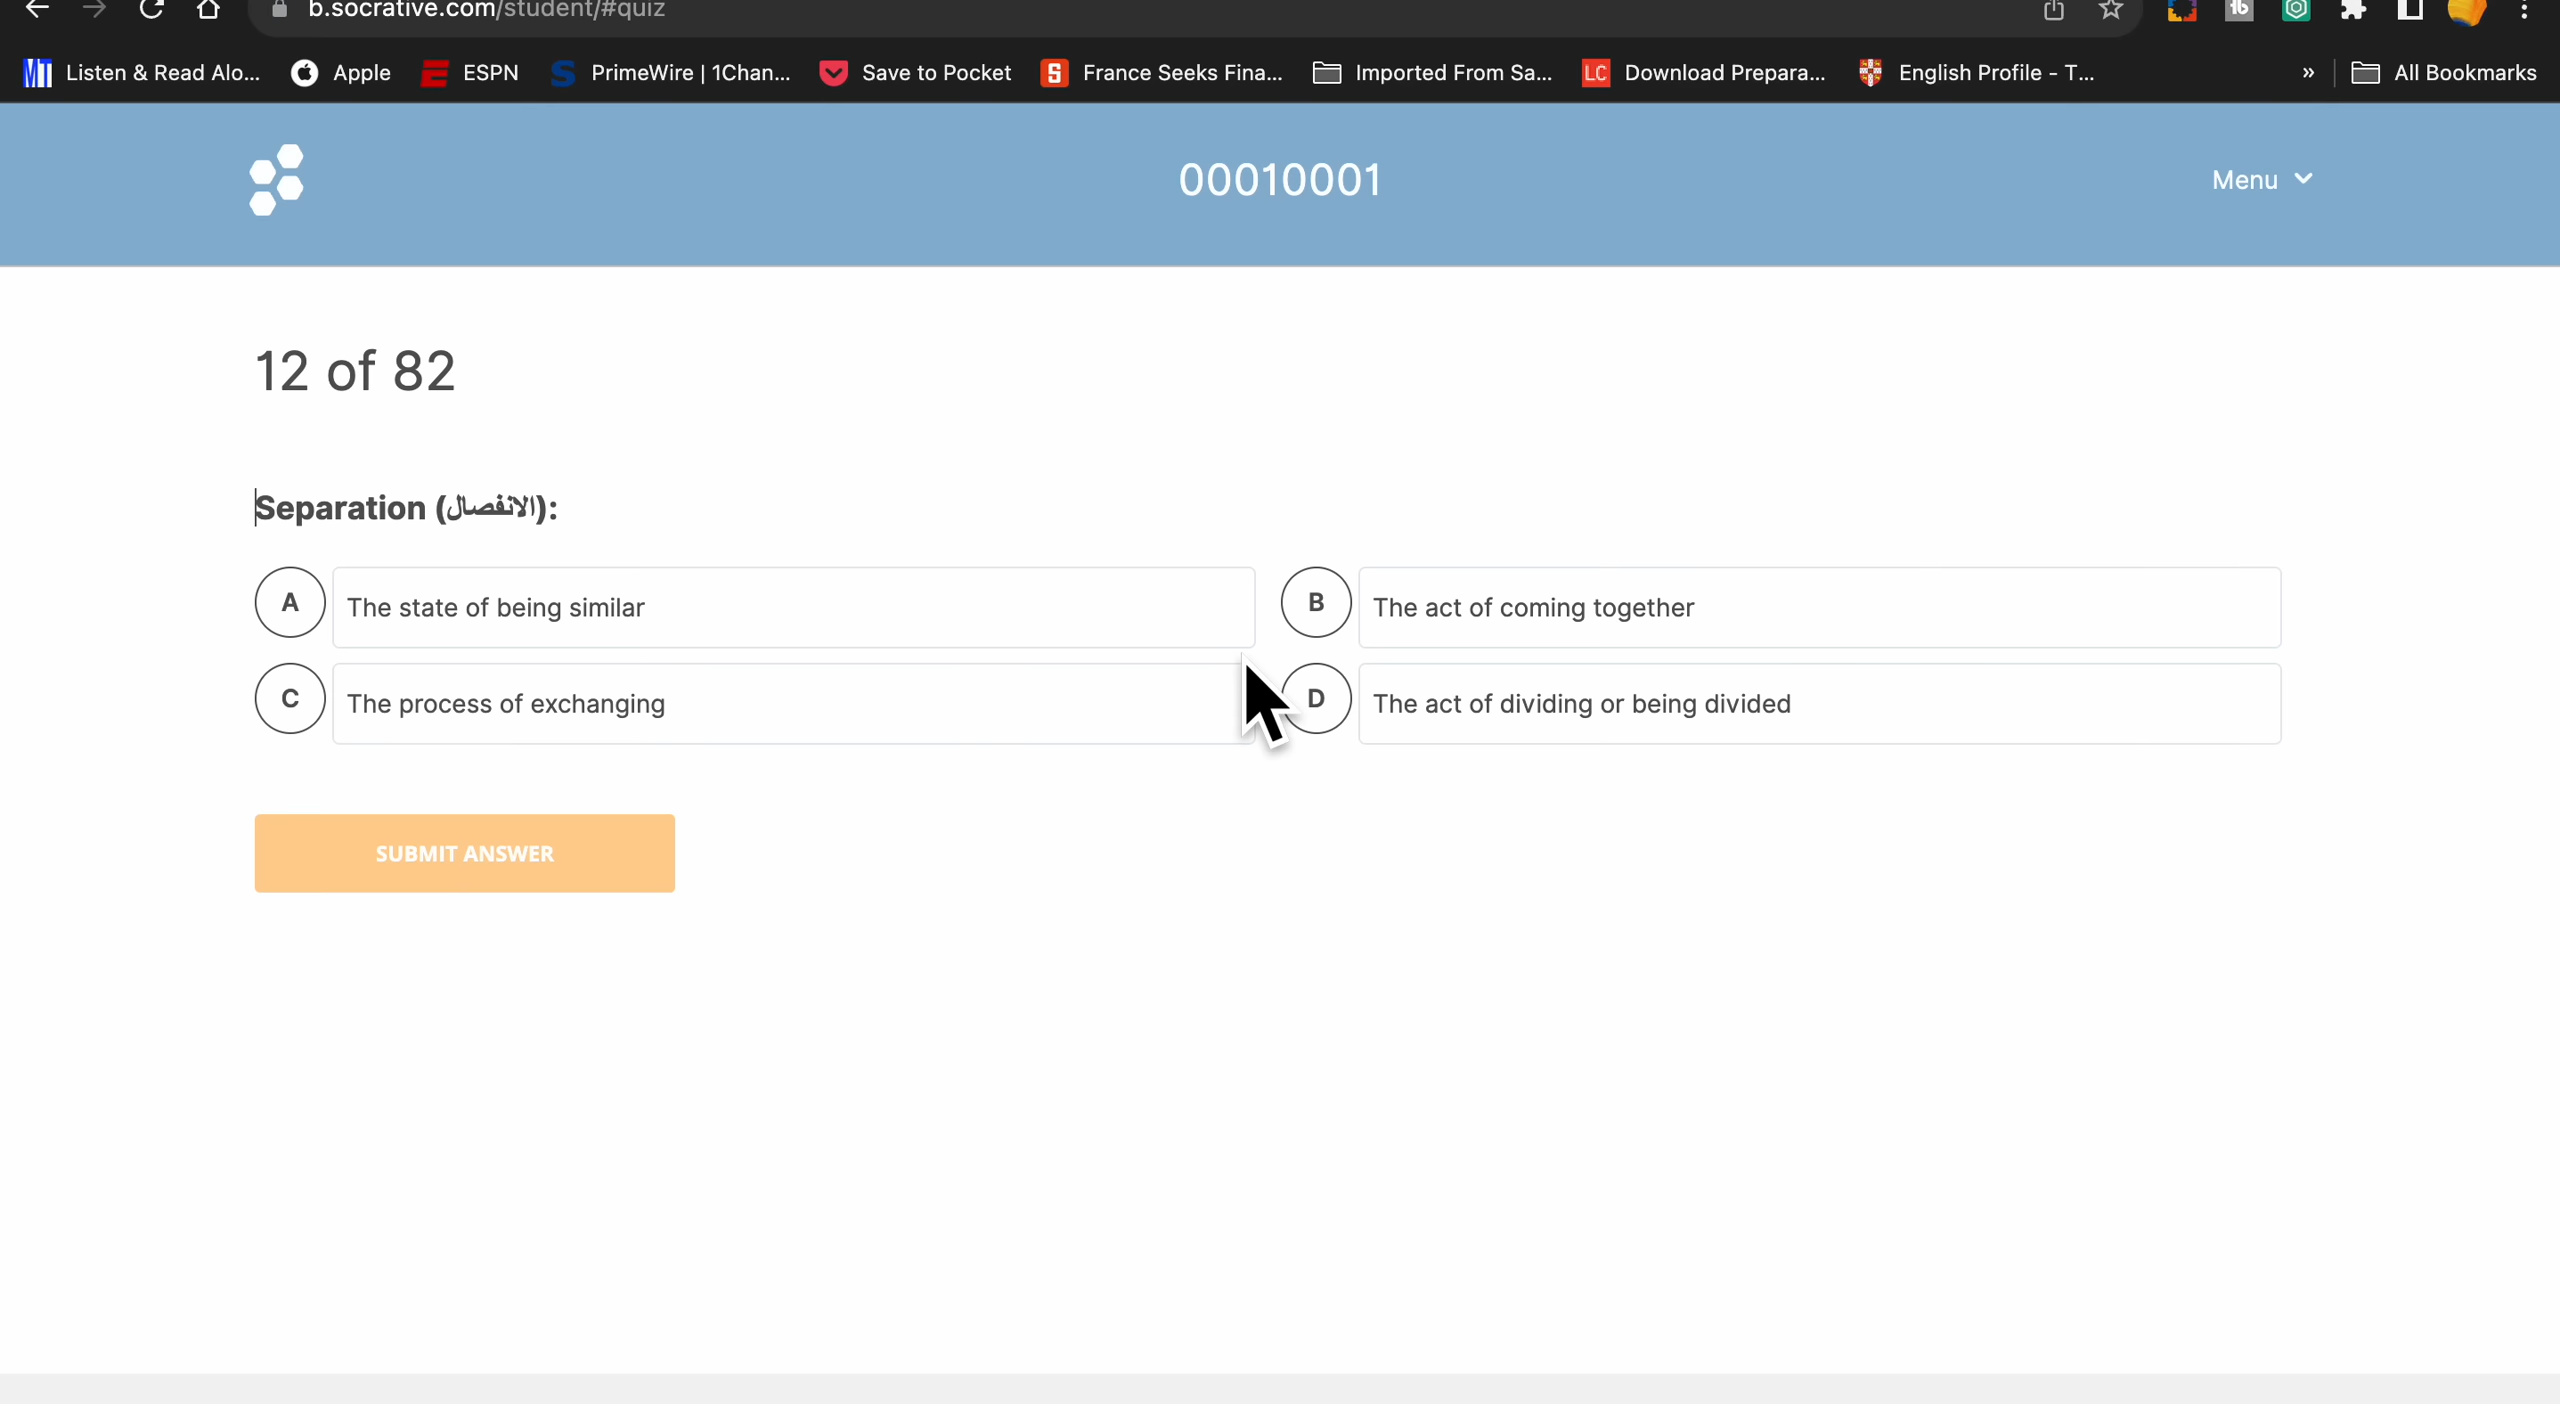 b.socrative.com/student/#quiz
Listen & Read Alo... Apple ESPN PrimeWire | 1Chan... Save to Pocket France Seeks Fina... Imported From Sa... Download Prepara... English Profile - T... » All Bookmarks
00010001
Menu
12 of 82
Separation (الانفصال):
A The state of being similar
B The act of coming together
C The process of exchanging
D The act of dividing or being divided
SUBMIT ANSWER